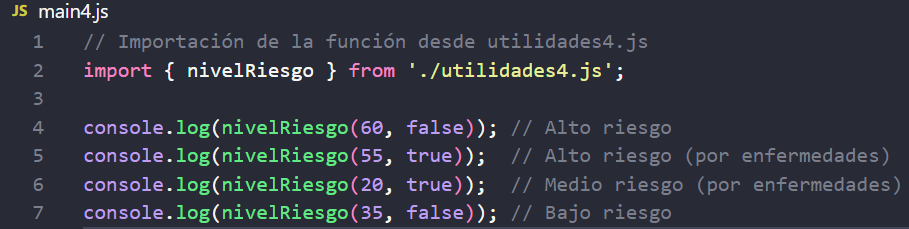 JS main4.js
1 // Importación de la función desde utilidades4.js
2 import { nivelRiesgo } from './utilidades4.js';
3
4 console.log(nivelRiesgo(60, false)); // Alto riesgo
5 console.log(nivelRiesgo(55, true));  // Alto riesgo (por enfermedades)
6 console.log(nivelRiesgo(20, true));  // Medio riesgo (por enfermedades)
7 console.log(nivelRiesgo(35, false)); // Bajo riesgo